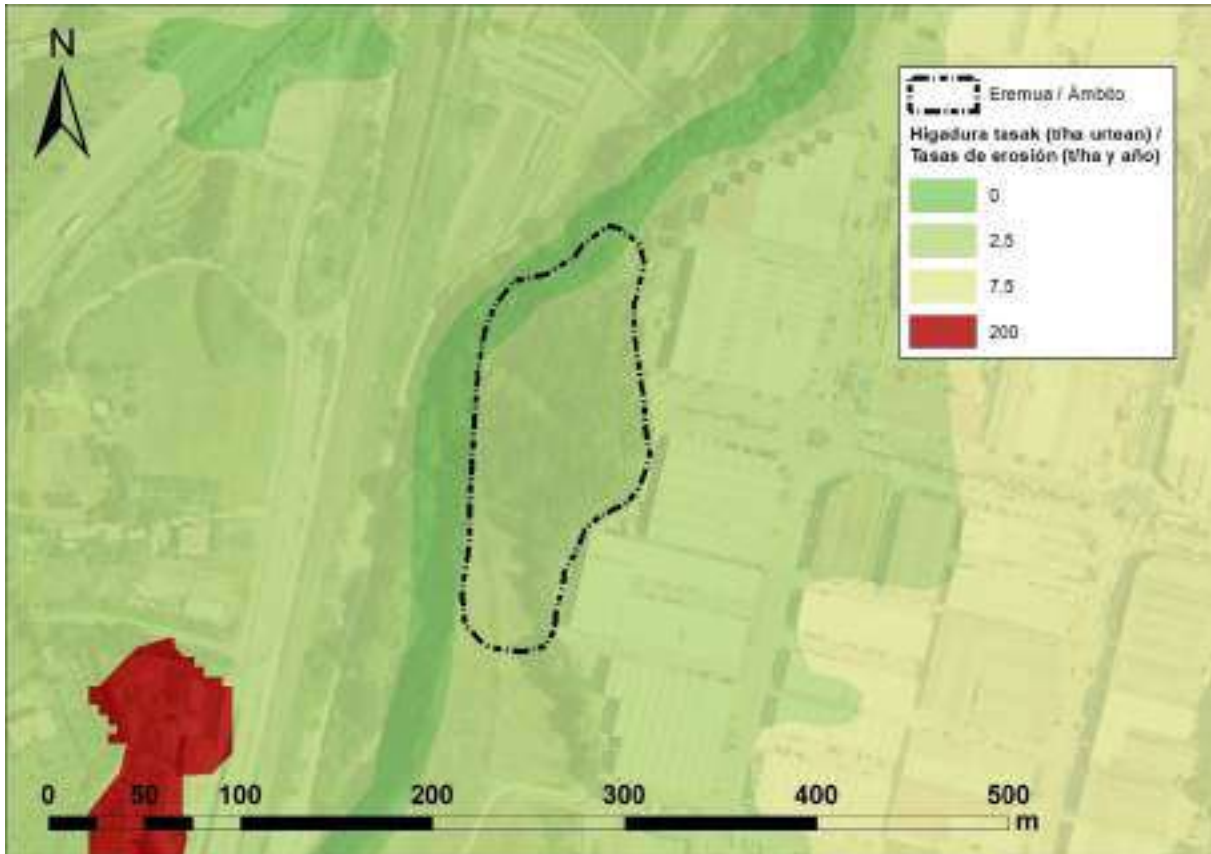 N
Eremua / Ámbito
Higadura tasak (t/ha urtean) /
Tasas de erosión (t/ha y año)
0
2,5
7,5
200
0 50 100 200 300 400 500
m